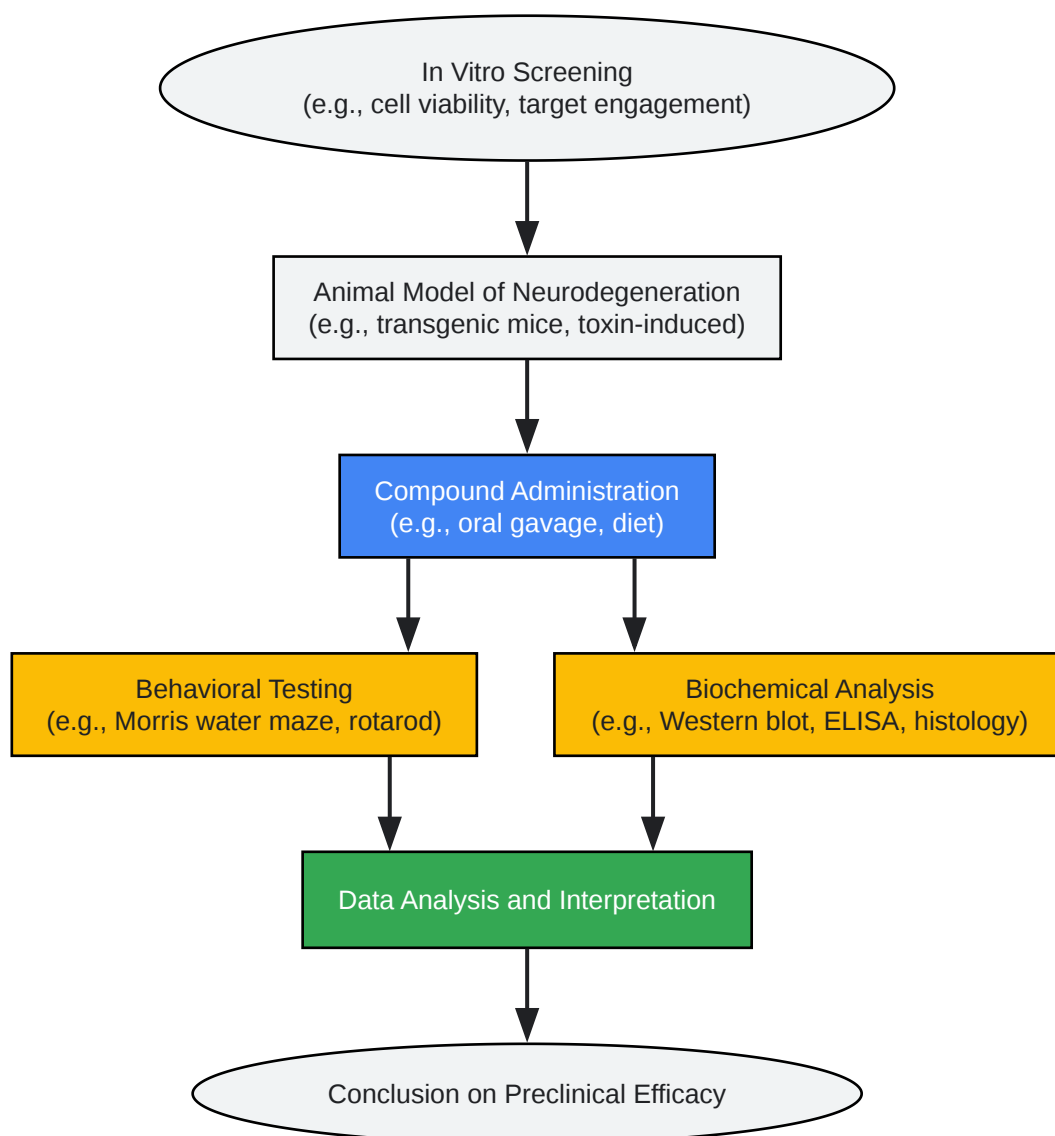 In Vitro Screening
(e.g., cell viability, target engagement)
Animal Model of Neurodegeneration
(e.g., transgenic mice, toxin-induced)
Compound Administration
(e.g., oral gavage, diet)
Behavioral Testing
(e.g., Morris water maze, rotarod)
Biochemical Analysis
(e.g., Western blot, ELISA, histology)
Data Analysis and Interpretation
Conclusion on Preclinical Efficacy